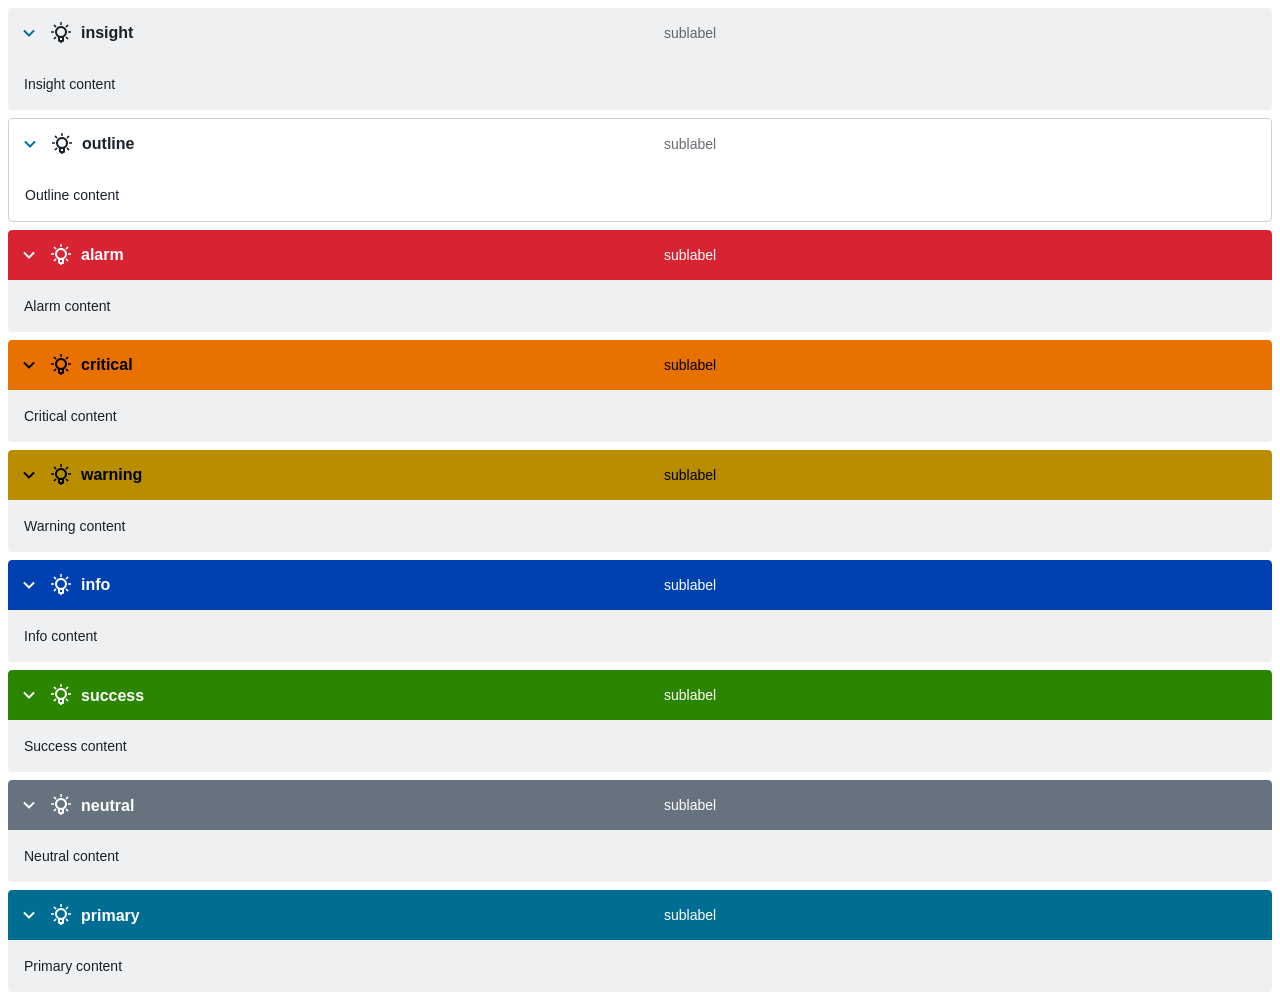 insight sublabel
Insight content
outline sublabel
Outline content
alarm sublabel
Alarm content
critical sublabel
Critical content
warning sublabel
Warning content
info sublabel
Info content
success sublabel
Success content
neutral sublabel
Neutral content
primary sublabel
Primary content